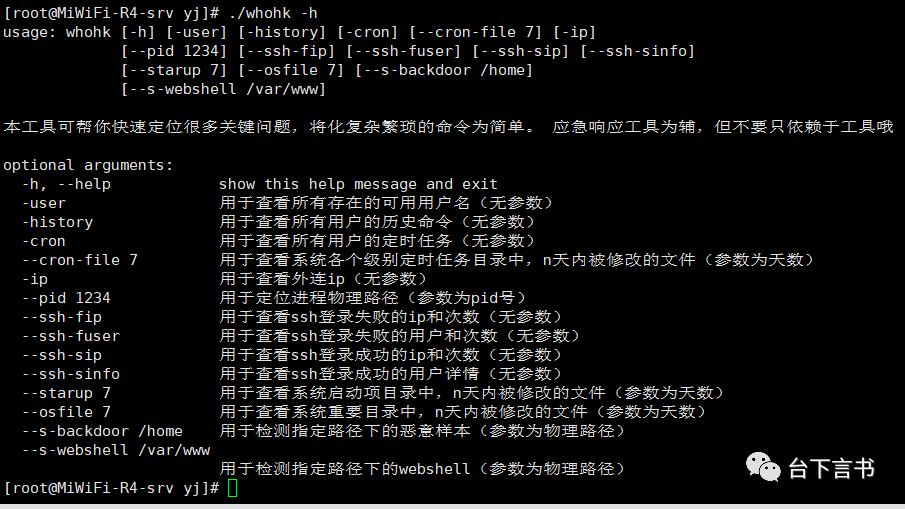 [root@MiWiFi-R4-srv yj]# ./whohk -h
usage: whohk [-h] [-user] [-history] [-cron] [--cron-file 7] [-ip]
[--pid 1234] [--ssh-fip] [--ssh-fuser] [--ssh-sip] [--ssh-sinfo]
[--starup 7] [--osfile 7] [--s-backdoor /home]
[--s-webshell /var/www]
本工具可帮你快速定位很多关键问题，将化复杂繁琐的命令为简单。 应急响应工具为辅，但不要只依赖于工具哦
optional arguments:
-h, --help show this help message and exit
-user 用于查看所有存在的可用用户名（无参数）
-history 用于查看所有用户的历史命令（无参数）
-cron 用于查看所有用户的定时任务（无参数）
--cron-file 7 用于查看系统各个级别定时任务目录中，n天内被修改的文件（参数为天数）
-ip 用于查看外连ip（无参数）
--pid 1234 用于定位进程物理路径（参数为pid号）
--ssh-fip 用于查看ssh登录失败的ip和次数（无参数）
--ssh-fuser 用于查看ssh登录失败的用户和次数（无参数）
--ssh-sip 用于查看ssh登录成功的ip和次数（无参数）
--ssh-sinfo 用于查看ssh登录成功的用户详情（无参数）
--starup 7 用于查看系统启动项目录中，n天内被修改的文件（参数为天数）
--osfile 7 用于查看系统重要目录中，n天内被修改的文件（参数为天数）
--s-backdoor /home 用于检测指定路径下的恶意样本（参数为物理路径）
--s-webshell /var/www
用于检测指定路径下的webshell（参数为物理路径）
台下言书
[root@MiWiFi-R4-srv yj]#